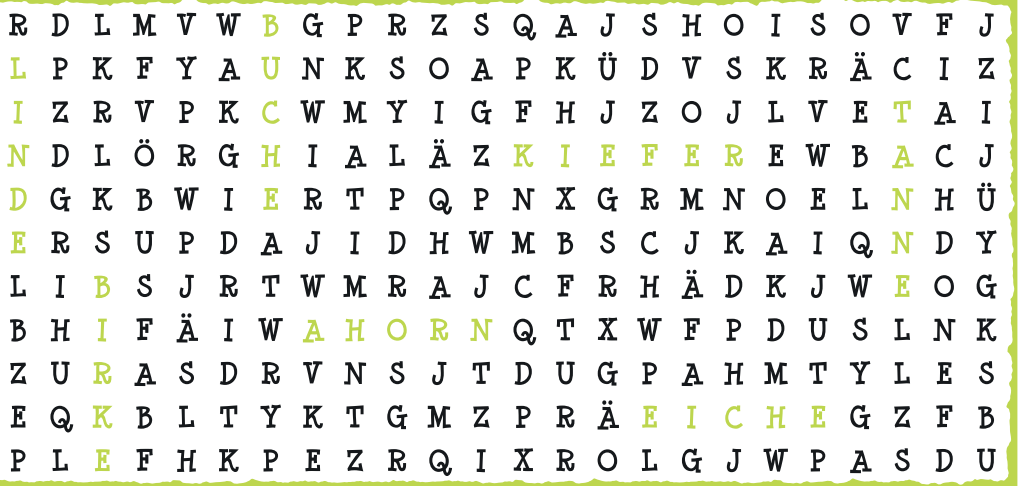 R D L M V W B G P R Z S Q A J S H O I S O V F J
L P K F Y A U N K S O A P K Ü D V S K R Ä C I Z
I Z R V P K C W M Y I G F H J Z O J L V E T A I
N D L Ö R G H I A L Ä Z K I E F E R E W B A C J
D G K B W I E R T P Q P N X G R M N O E L N H Ü
E R S U P D A J I D H W M B S C J K A I Q N D Y
L I B S J R T W M R A J C F R H Ä D K J W E O G
B H I F Ä I W A H O R N Q T X W F P D U S L N K
Z U R A S D R V N S J T D U G P A H M T Y L E S
E Q K B L T Y K T G M Z P R Ä E I C H E G Z F B
P L E F H K P E Z R Q I X R O L G J W P A S D U